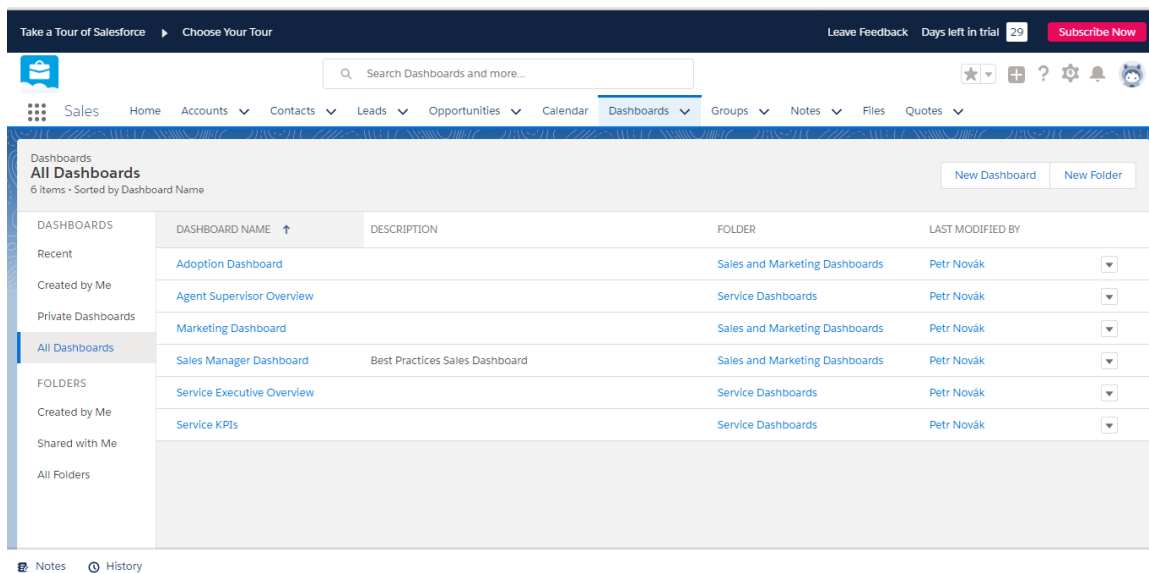 Take a Tour of Salesforce Choose Your Tour Leave Feedback Days left in trial 29 Subscribe Now
Search Dashboards and more...
Sales Home Accounts Contacts Leads Opportunities Calendar Dashboards Groups Notes Files Quotes
Dashboards
All Dashboards
6 items • Sorted by Dashboard Name
New Dashboard New Folder
DASHBOARDS
Recent
Created by Me
Private Dashboards
All Dashboards
FOLDERS
Created by Me
Shared with Me
All Folders
DASHBOARD NAME DESCRIPTION FOLDER LAST MODIFIED BY
Adoption Dashboard Sales and Marketing Dashboards Petr Novák
Agent Supervisor Overview Service Dashboards Petr Novák
Marketing Dashboard Sales and Marketing Dashboards Petr Novák
Sales Manager Dashboard Best Practices Sales Dashboard Sales and Marketing Dashboards Petr Novák
Service Executive Overview Service Dashboards Petr Novák
Service KPIs Service Dashboards Petr Novák
Notes History